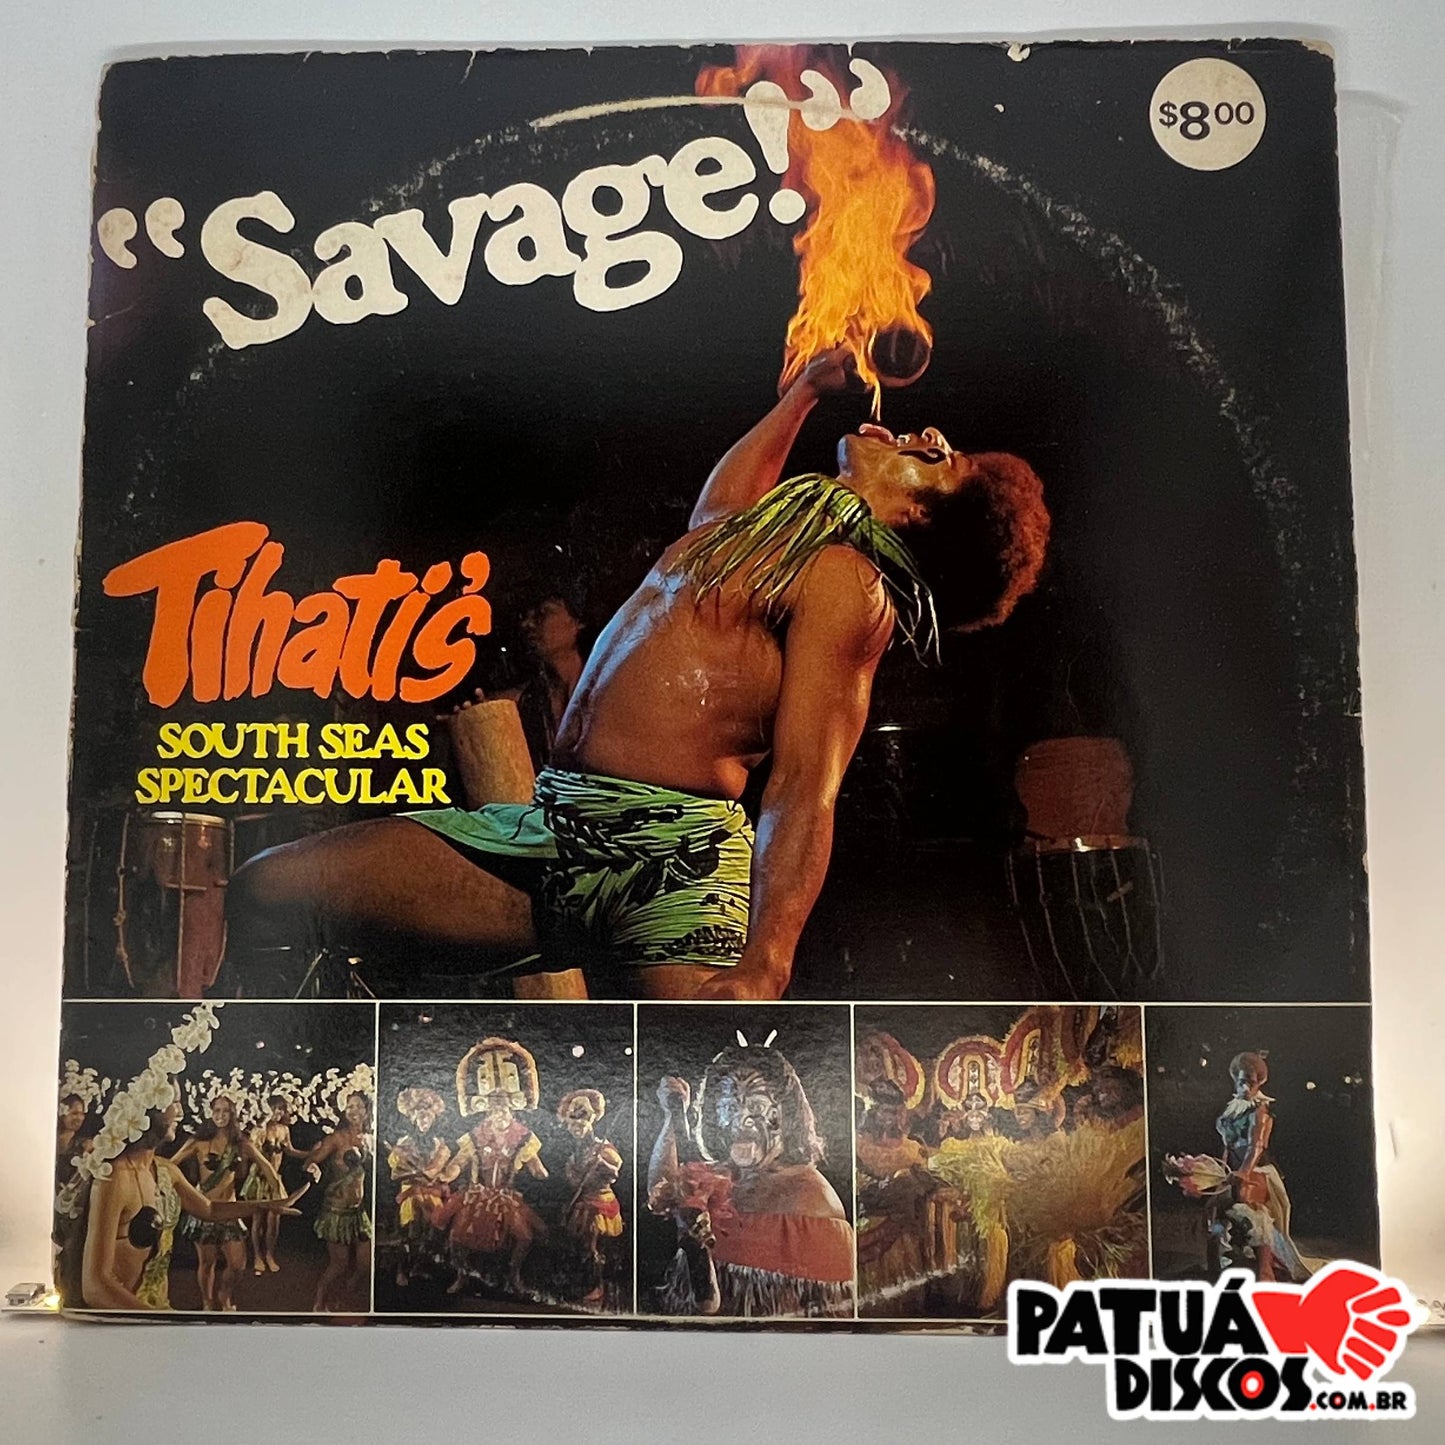 "Savage!"
$8.00
Tihati's
SOUTH SEAS
SPECTACULAR
PATUÁ
DISCOS.COM.BR